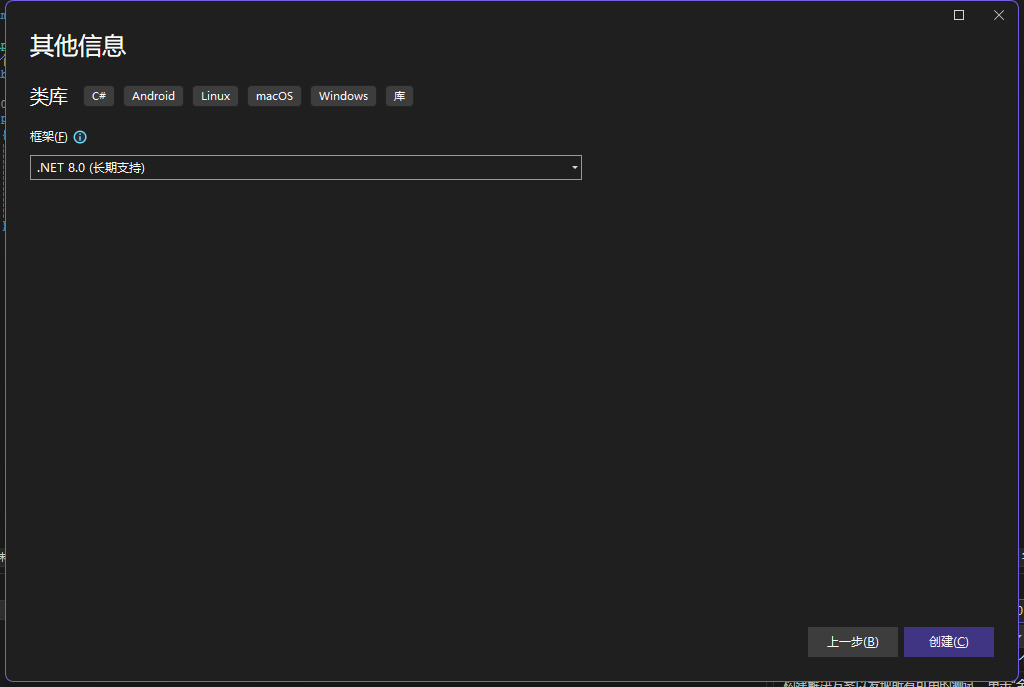 其他信息
类库 C# Android Linux macOS Windows 库
框架(F)
.NET 8.0 (长期支持)
上一步(B) 创建(C)